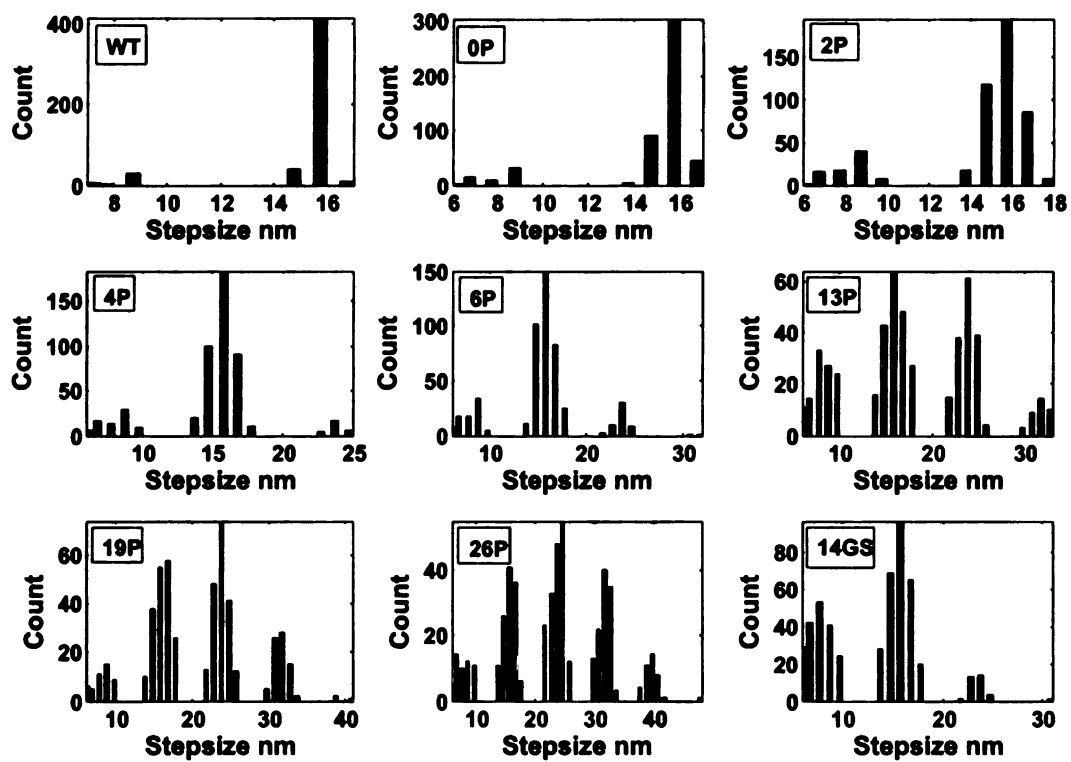 WT
Count
400
200
0
8 10 12 14 16
Stepsize nm
0P
Count
300
200
100
0
6 8 10 12 14 16
Stepsize nm
2P
Count
150
100
50
0
6 8 10 12 14 16 18
Stepsize nm
4P
Count
150
100
50
0
10 15 20 25
Stepsize nm
6P
Count
150
100
50
0
10 20 30
Stepsize nm
13P
Count
60
40
20
0
10 20 30
Stepsize nm
19P
Count
60
40
20
0
10 20 30 40
Stepsize nm
26P
Count
40
20
0
10 20 30 40
Stepsize nm
14GS
Count
80
60
40
20
0
10 20 30
Stepsize nm